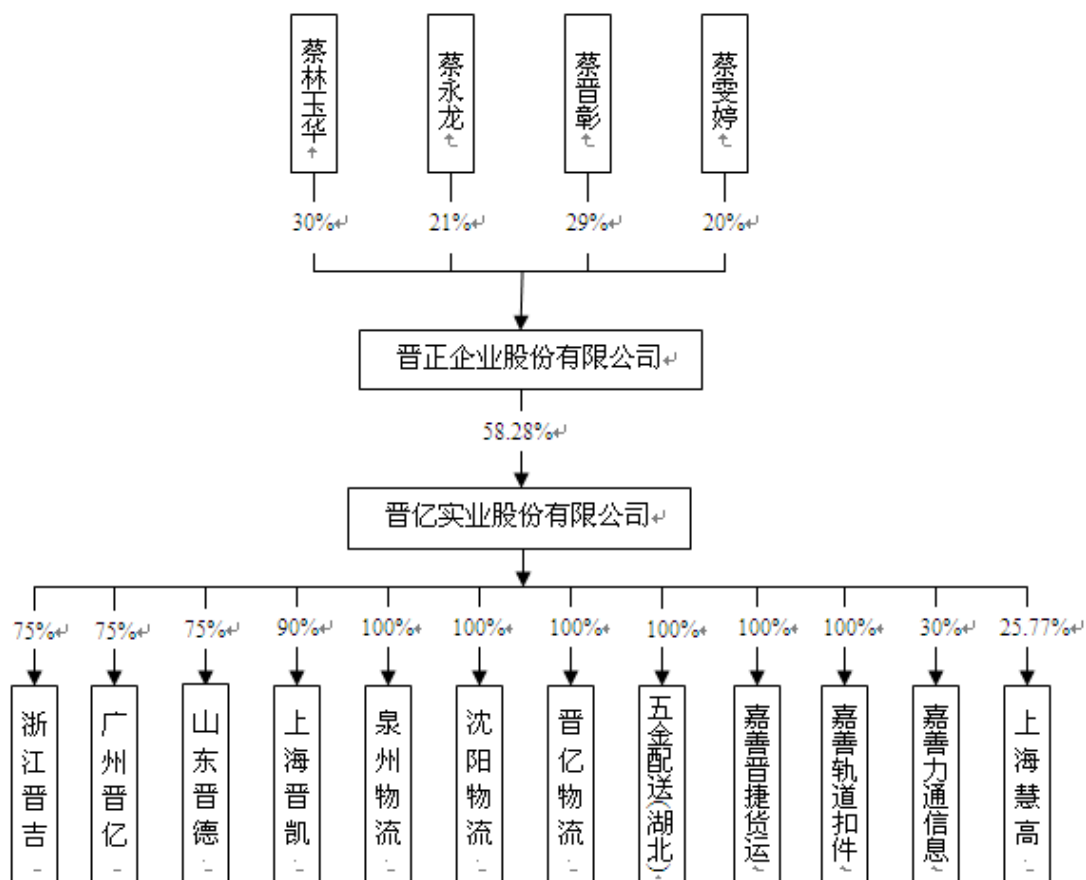 蔡林玉华
蔡永龙
蔡晋彰
蔡雯婷
30%
21%
29%
20%
晋正企业股份有限公司
58.28%
晋亿实业股份有限公司
75%
75%
75%
90%
100%
100%
100%
100%
100%
100%
30%
25.77%
浙江晋吉
广州晋亿
山东晋德
上海晋凯
泉州物流
沈阳物流
晋亿物流
五金配送(湖北)
嘉善晋捷货运
嘉善轨道扣件
嘉善力通信息
上海慧高